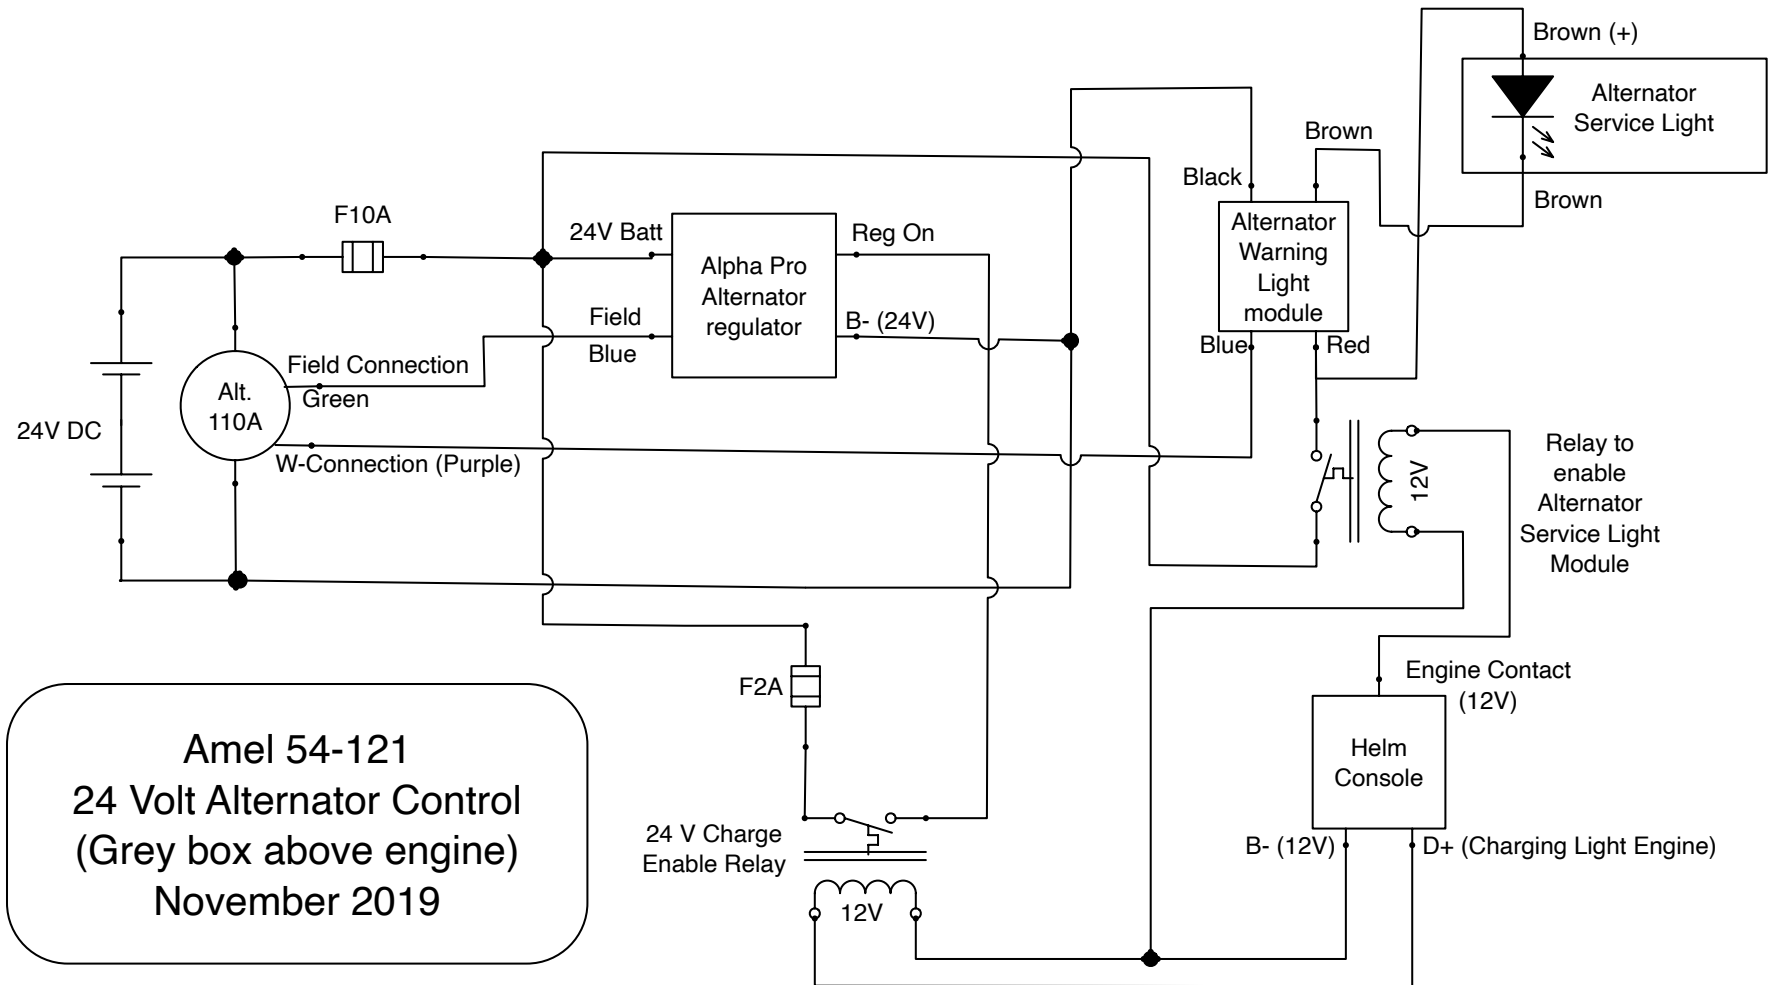 Brown (+)
Alternator
Service Light
Brown
Brown
Black
Alternator
Warning
Light
module
Blue
Red
F10A
24V Batt
Reg On
Alpha Pro
Alternator
regulator
Field
Blue
B- (24V)
Field Connection
Green
Alt.
110A
24V DC
W-Connection (Purple)
12V
Relay to
enable
Alternator
Service Light
Module
F2A
Engine Contact
(12V)
Helm
Console
B- (12V)
D+ (Charging Light Engine)
24 V Charge
Enable Relay
12V
Amel 54-121
24 Volt Alternator Control
(Grey box above engine)
November 2019